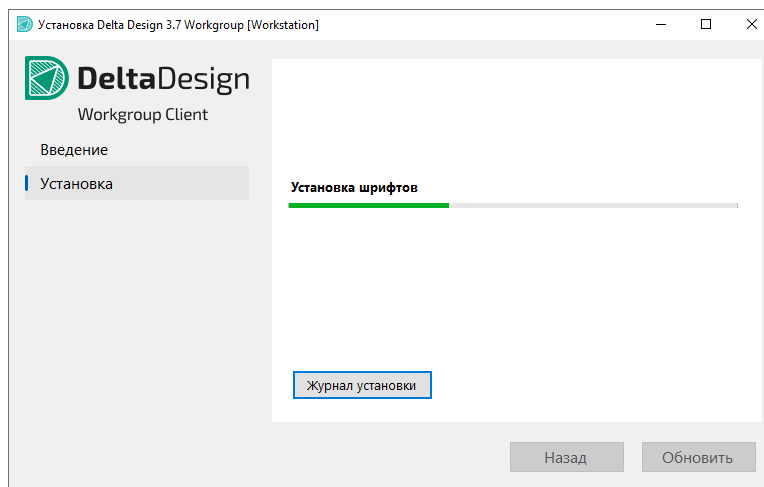 Установка Delta Design 3.7 Workgroup [Workstation]
DeltaDesign
Workgroup Client
Введение
Установка
Установка шрифтов
Журнал установки
Назад
Обновить